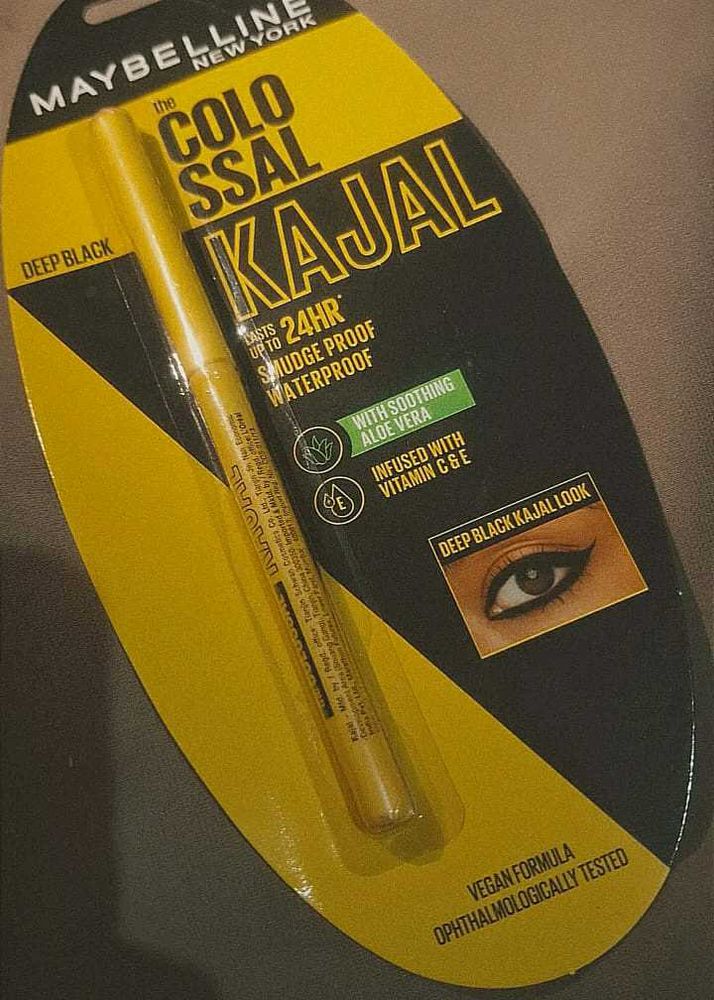 MAYBELLINE
NEW YORK
the
COLO
SSAL
KAJAL
DEEP BLACK
LASTS
UP TO 24HR*
SMUDGE PROOF
WATERPROOF
WITH SOOTHING
ALOE VERA
INFUSED WITH
VITAMIN C & E
E
DEEP BLACK KAJAL LOOK
KAJAL
VEGAN FORMULA
OPHTHALMOLOGICALLY TESTED